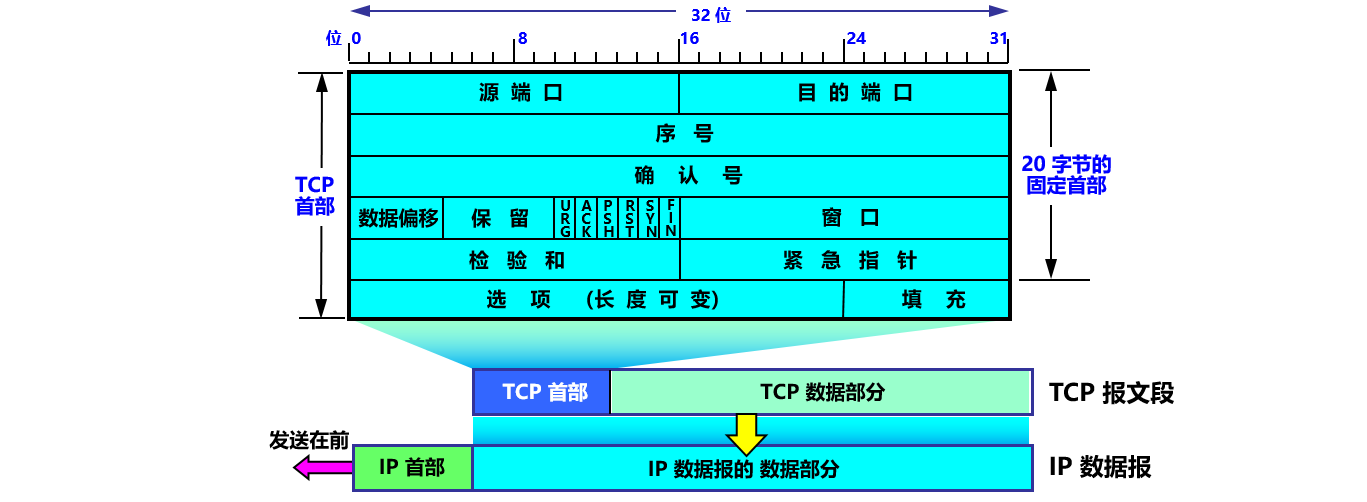 32 位
位 0 8 16 24 31
源 端 口 目 的 端 口
序 号
确 认 号
TCP 首部
20 字节的
固定首部
数据偏移 保 留 URG ACK PSH RST SYN FIN 窗 口
检 验 和 紧 急 指 针
选 项 (长 度 可 变) 填 充
TCP 首部 TCP 数据部分 TCP 报文段
发送在前
IP 首部 IP 数据报的 数据部分 IP 数据报